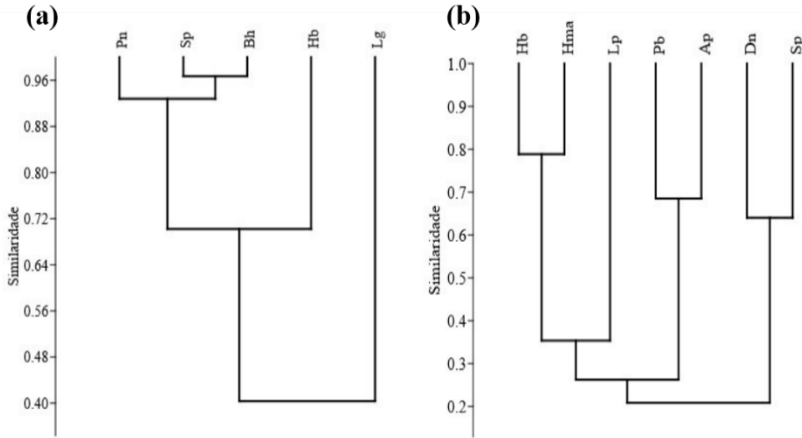 (a)
Pn Sp Bh Hb Lg
Similaridade
0.96
0.88
0.80
0.72
0.64
0.56
0.48
0.40
(b)
Hb Hma Lp Pb Ap Dn Sp
Similaridade
1.0
0.9
0.8
0.7
0.6
0.5
0.4
0.3
0.2